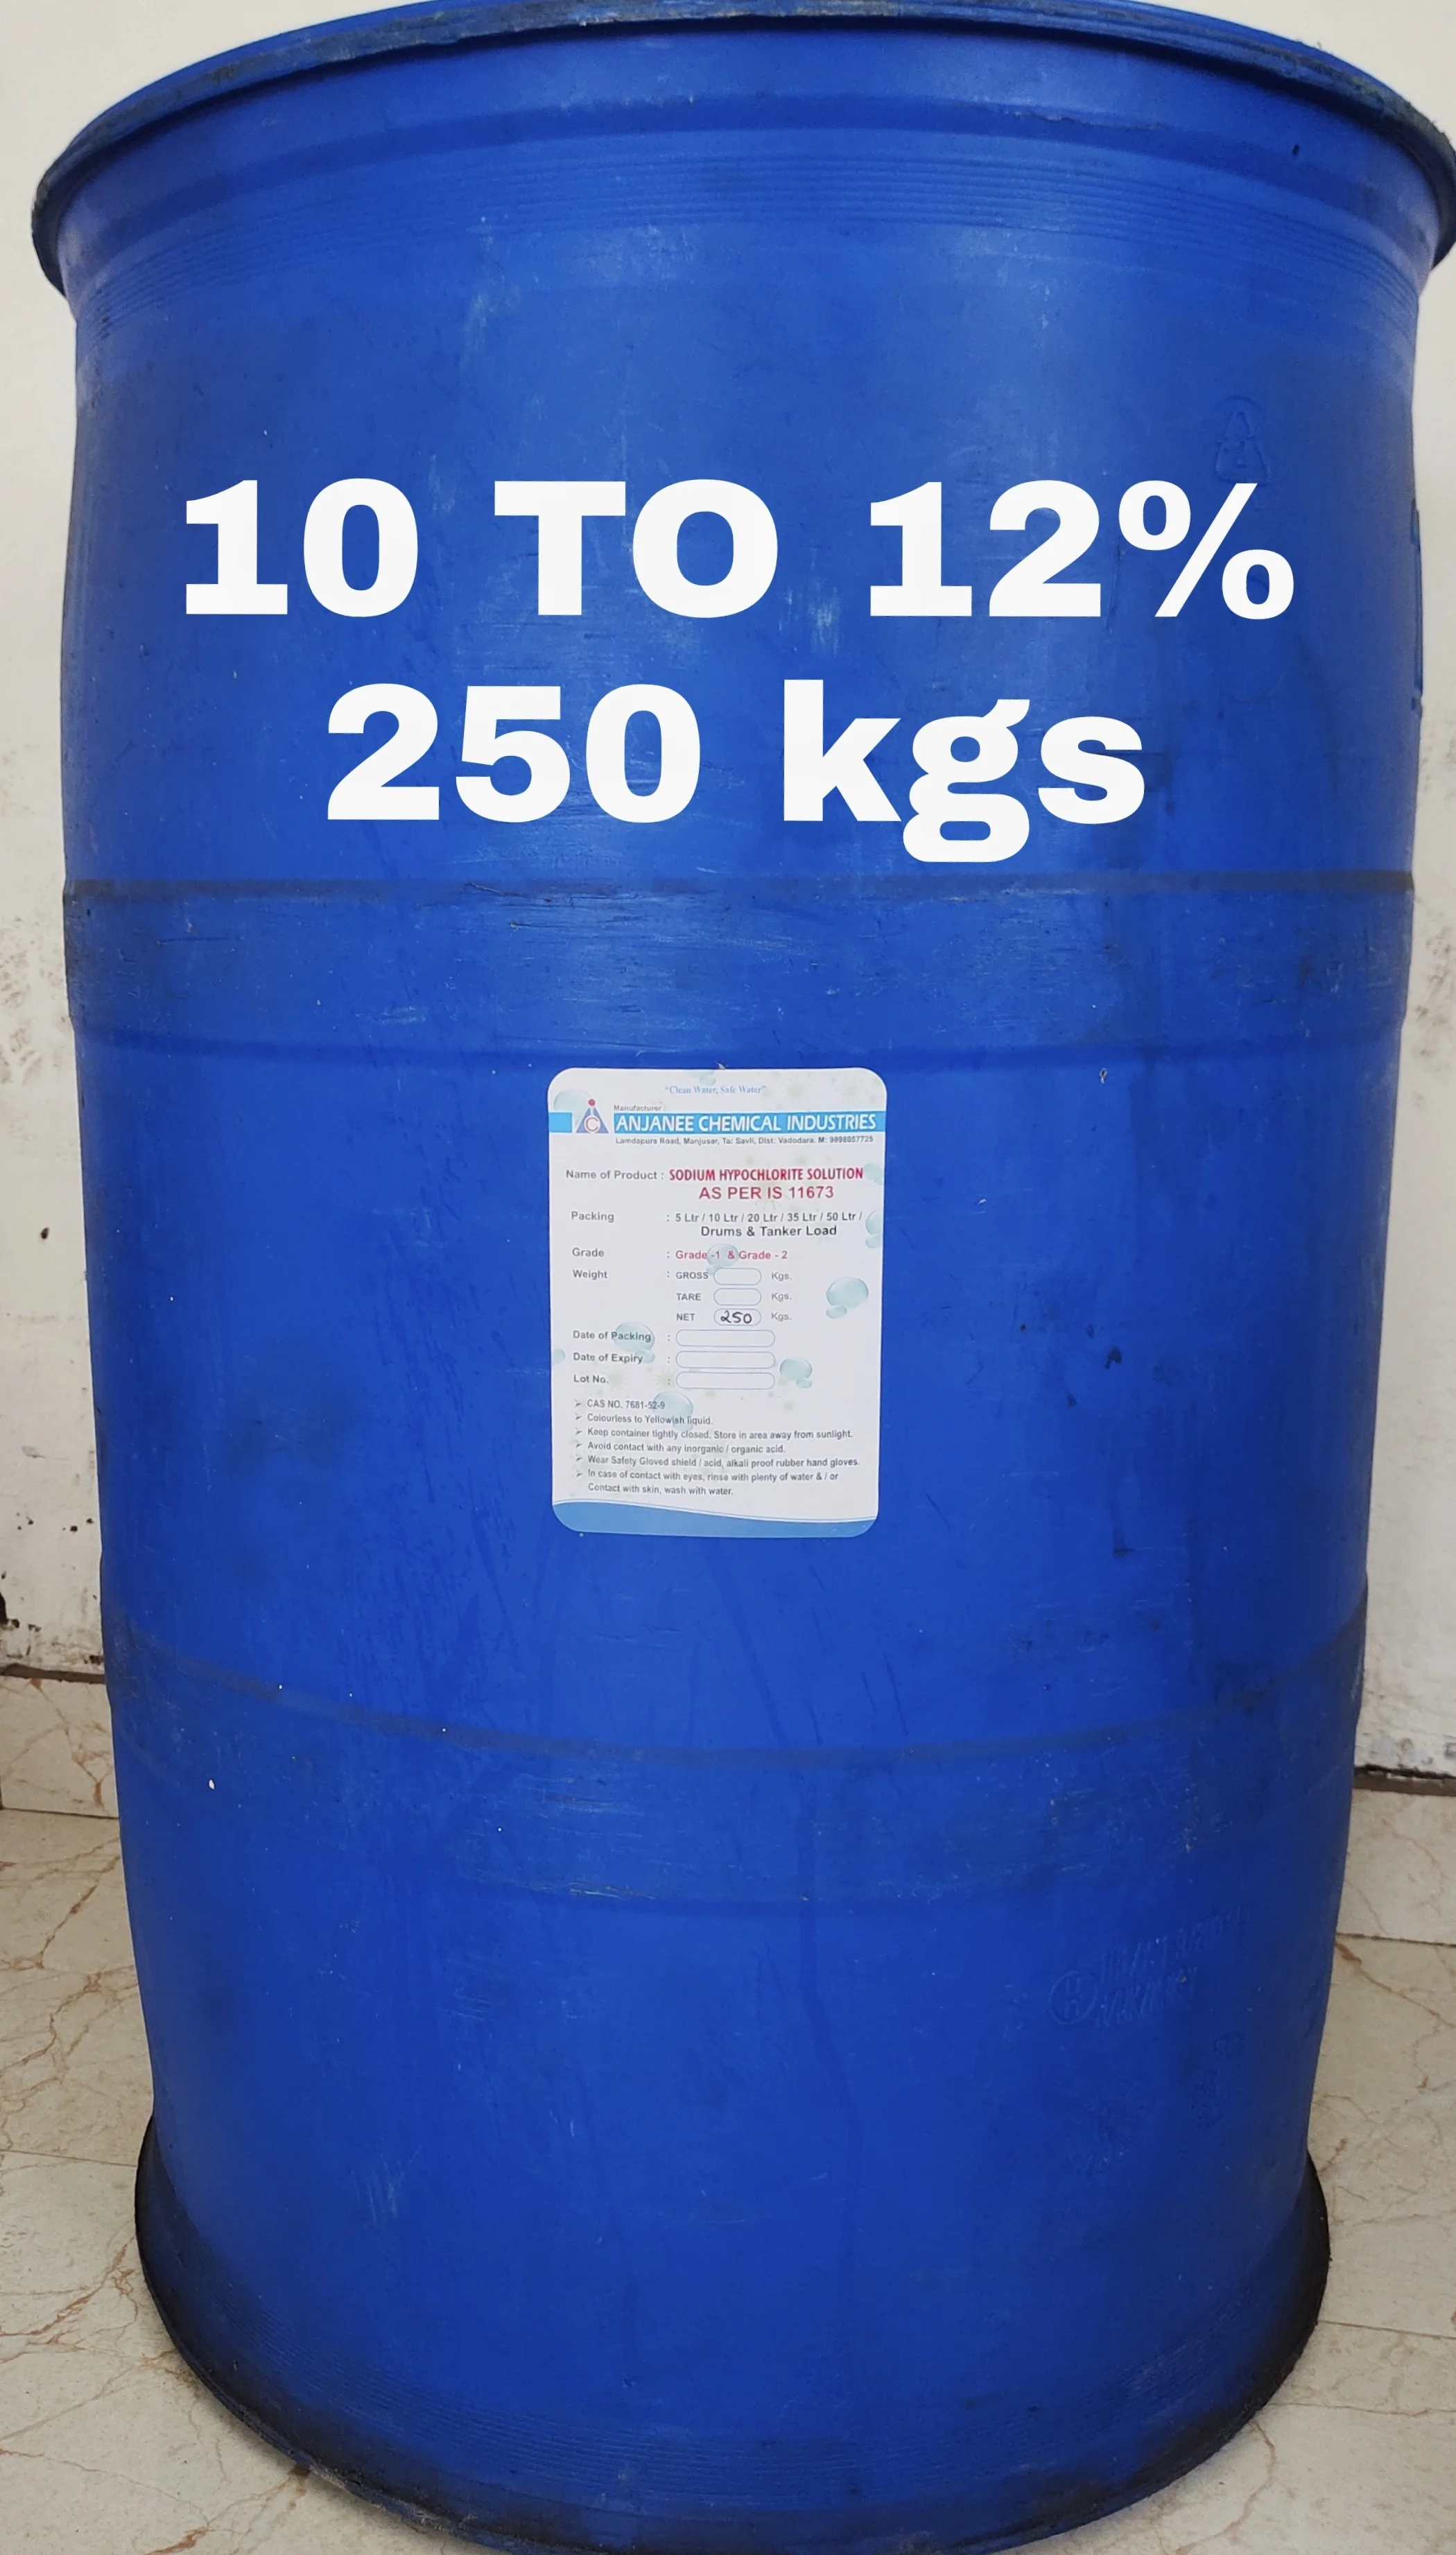 10 TO 12%
250 kgs
"Clean Water, Safe Water"
Manufacturer :
ANJANEE CHEMICAL INDUSTRIES
Lamdapura Road, Manjusar, Ta: Savli, Dist: Vadodara. M: 9898057725
Name of Product : SODIUM HYPOCHLORITE SOLUTION
AS PER IS 11673
Packing : 5 Ltr / 10 Ltr / 20 Ltr / 35 Ltr / 50 Ltr /
Drums & Tanker Load
Grade : Grade -1 & Grade - 2
Weight : GROSS Kgs.
TARE Kgs.
NET 250 Kgs.
Date of Packing :
Date of Expiry :
Lot No. :
➢ CAS NO. 7681-52-9
➢ Colourless to Yellowish liquid.
➢ Keep container tightly closed. Store in area away from sunlight.
➢ Avoid contact with any inorganic / organic acid.
➢ Wear Safety Gloved shield / acid, alkali proof rubber hand gloves.
➢ In case of contact with eyes, rinse with plenty of water & / or
Contact with skin, wash with water.